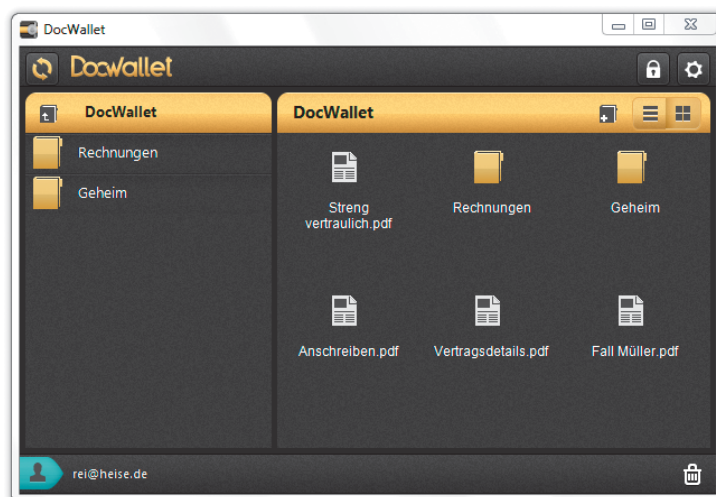 DocWallet
DocWallet
DocWallet
Rechnungen
Geheim
DocWallet
Streng
vertraulich.pdf
Rechnungen
Geheim
Anschreiben.pdf
Vertragsdetails.pdf
Fall Müller.pdf
rei@heise.de